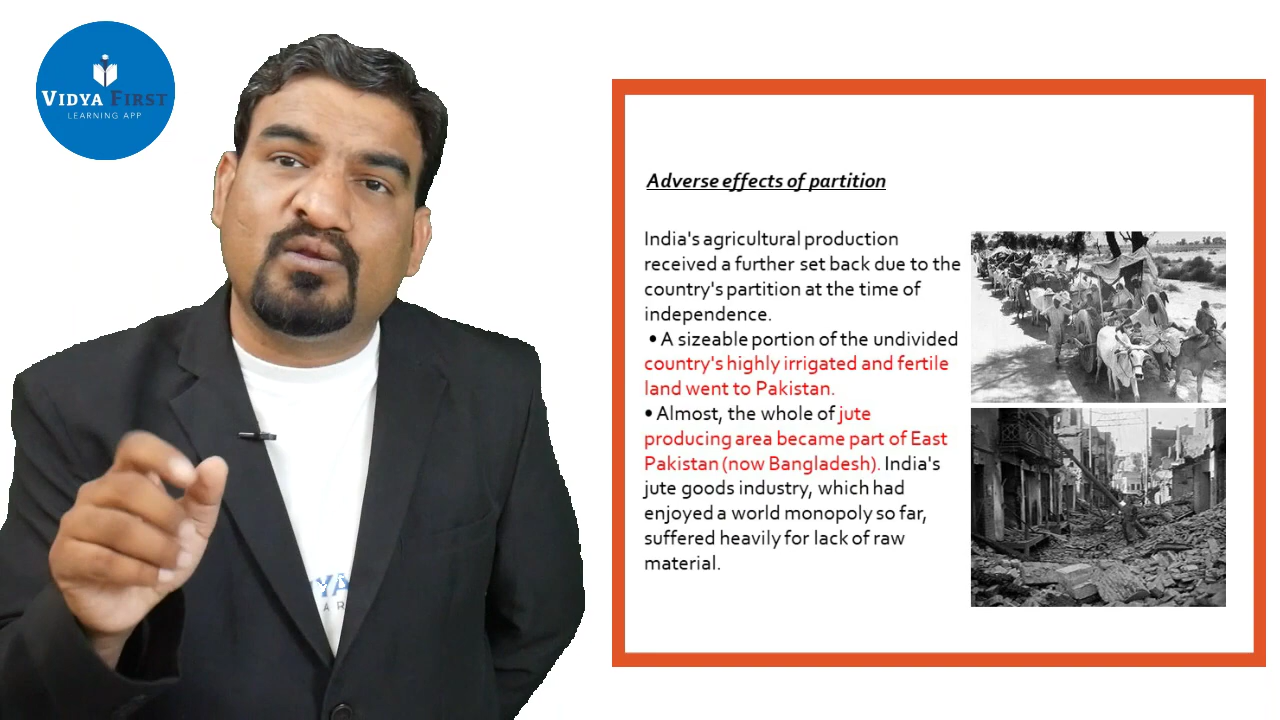 VIDYA FIRST
LEARNING APP
Adverse effects of partition
India's agricultural production
received a further set back due to the
country's partition at the time of
independence.
• A sizeable portion of the undivided
country's highly irrigated and fertile
land went to Pakistan.
• Almost, the whole of jute
producing area became part of East
Pakistan (now Bangladesh). India's
jute goods industry, which had
enjoyed a world monopoly so far,
suffered heavily for lack of raw
material.